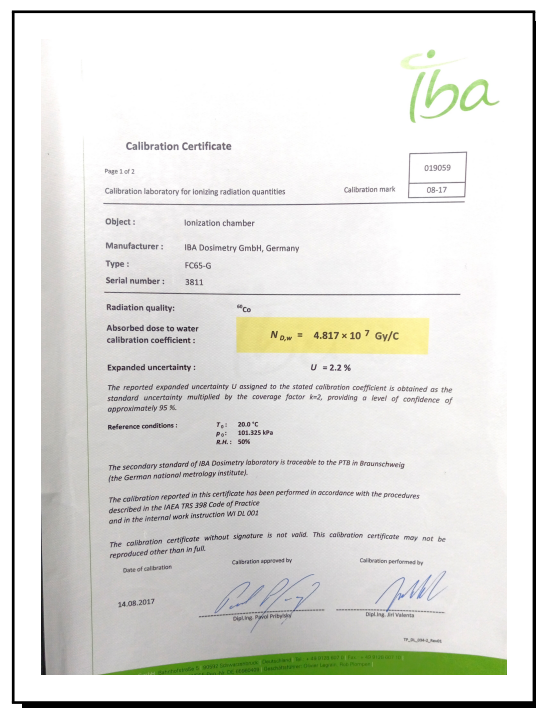 iba
Calibration Certificate
Page 1 of 2
019059
Calibration laboratory for ionizing radiation quantities Calibration mark 08-17
Object : Ionization chamber
Manufacturer : IBA Dosimetry GmbH, Germany
Type : FC65-G
Serial number : 3811
Radiation quality: ⁶⁰Co
Absorbed dose to water
calibration coefficient : N D,w = 4.817 × 10 ⁷ Gy/C
Expanded uncertainty : U = 2.2 %
The reported expanded uncertainty U assigned to the stated calibration coefficient is obtained as the
standard uncertainty multiplied by the coverage factor k=2, providing a level of confidence of
approximately 95 %.
Reference conditions : T₀ : 20.0 °C
p₀ : 101.325 kPa
R.H. : 50%
The secondary standard of IBA Dosimetry laboratory is traceable to the PTB in Braunschweig
(the German national metrology institute).
The calibration reported in this certificate has been performed in accordance with the procedures
described in the IAEA TRS 398 Code of Practice
and in the internal work instruction WI DL 001
The calibration certificate without signature is not valid. This calibration certificate may not be
reproduced other than in full.
Date of calibration Calibration approved by Calibration performed by
14.08.2017
Dipl.Ing. Pavol Pribylsky Dipl.Ing. Jiri Valenta